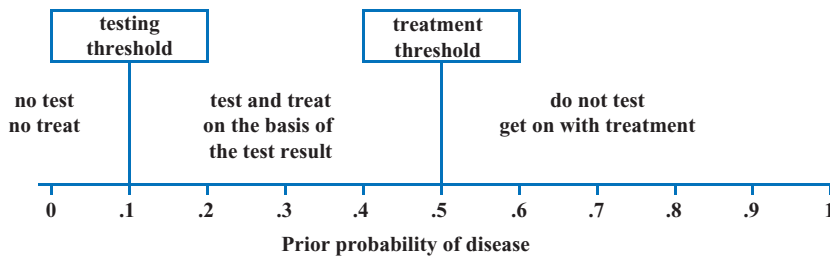 testing
threshold
treatment
threshold
no test
no treat
test and treat
on the basis of
the test result
do not test
get on with treatment
0 .1 .2 .3 .4 .5 .6 .7 .8 .9 1
Prior probability of disease